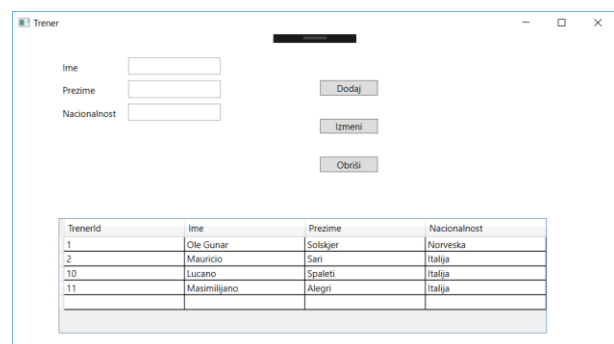 Trener
Ime
Prezime
Nacionalnost
Dodaj
Izmeni
Obriši
TrenerId Ime Prezime Nacionalnost
1 Ole Gunar Solskjer Norveska
2 Mauricio Sari Italija
10 Lucano Spaleti Italija
11 Masimilijano Alegri Italija